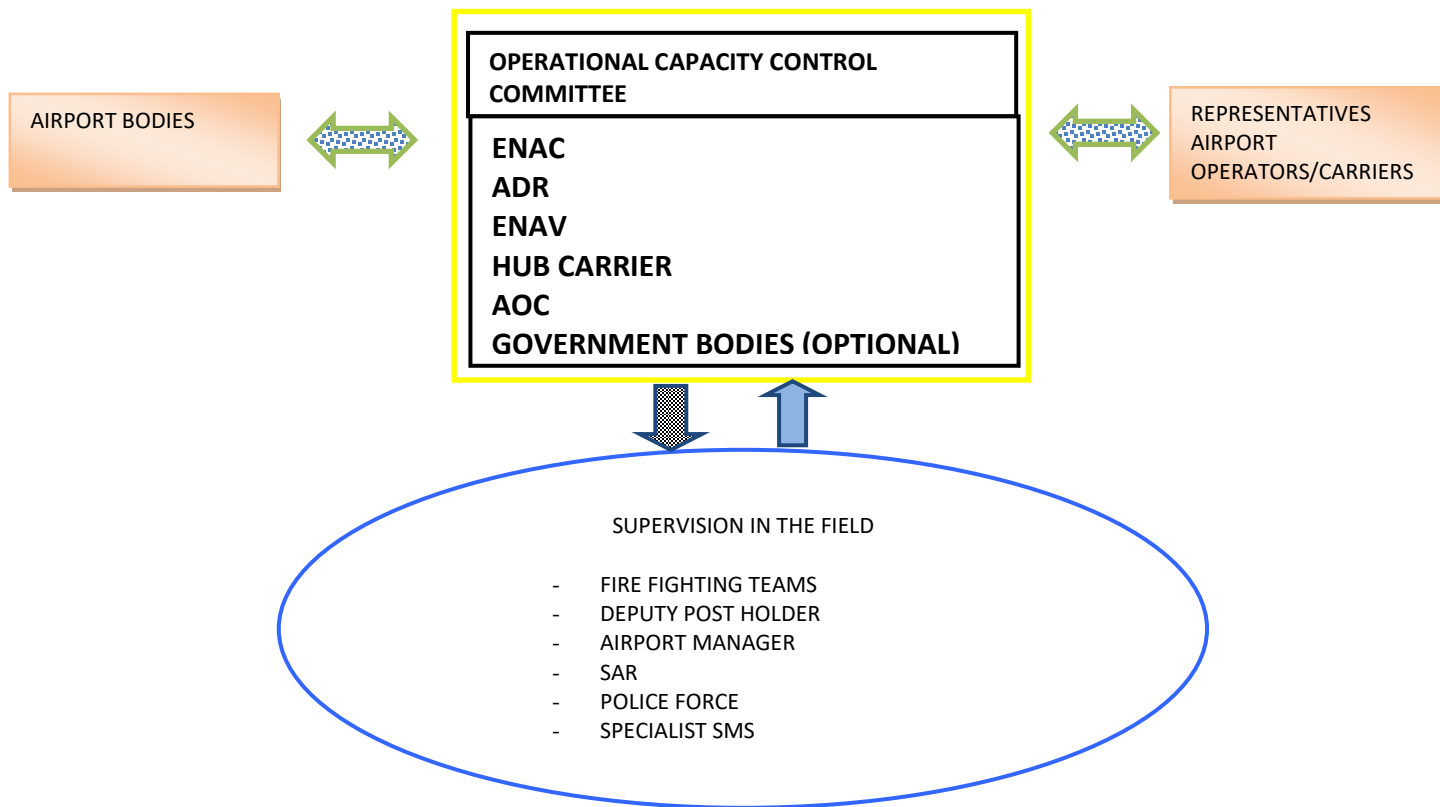 OPERATIONAL CAPACITY CONTROL
COMMITTEE
AIRPORT BODIES
ENAC
ADR
ENAV
HUB CARRIER
AOC
GOVERNMENT BODIES (OPTIONAL)
REPRESENTATIVES
AIRPORT
OPERATORS/CARRIERS
SUPERVISION IN THE FIELD
- FIRE FIGHTING TEAMS
- DEPUTY POST HOLDER
- AIRPORT MANAGER
- SAR
- POLICE FORCE
- SPECIALIST SMS